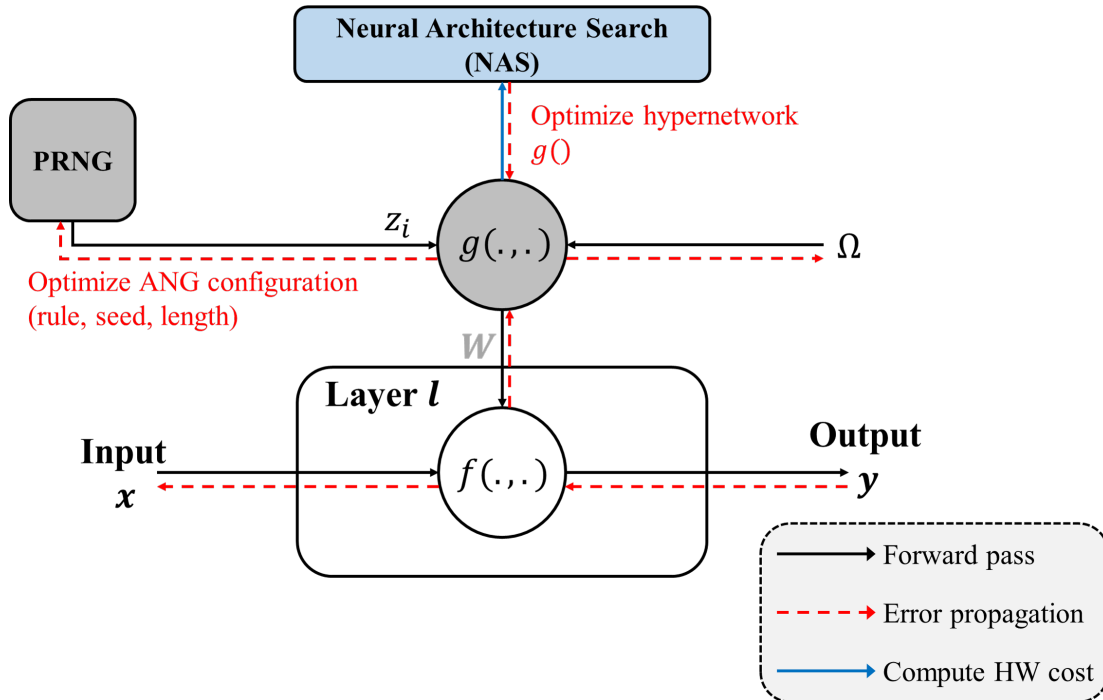 Neural Architecture Search
(NAS)
Optimize hypernetwork
g()
PRNG
z_i
g(.,.)
Ω
Optimize ANG configuration
(rule, seed, length)
W
Layer l
Input
x
f(.,.)
Output
y
Forward pass
Error propagation
Compute HW cost